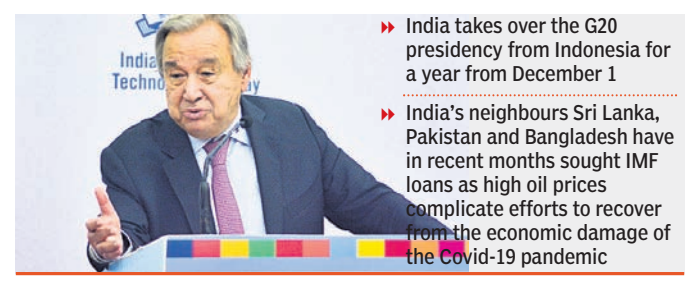 India
Techno
ay
India takes over the G20
presidency from Indonesia for
a year from December 1
India's neighbours Sri Lanka,
Pakistan and Bangladesh have
in recent months sought IMF
loans as high oil prices
complicate efforts to recover
from the economic damage of
the Covid-19 pandemic